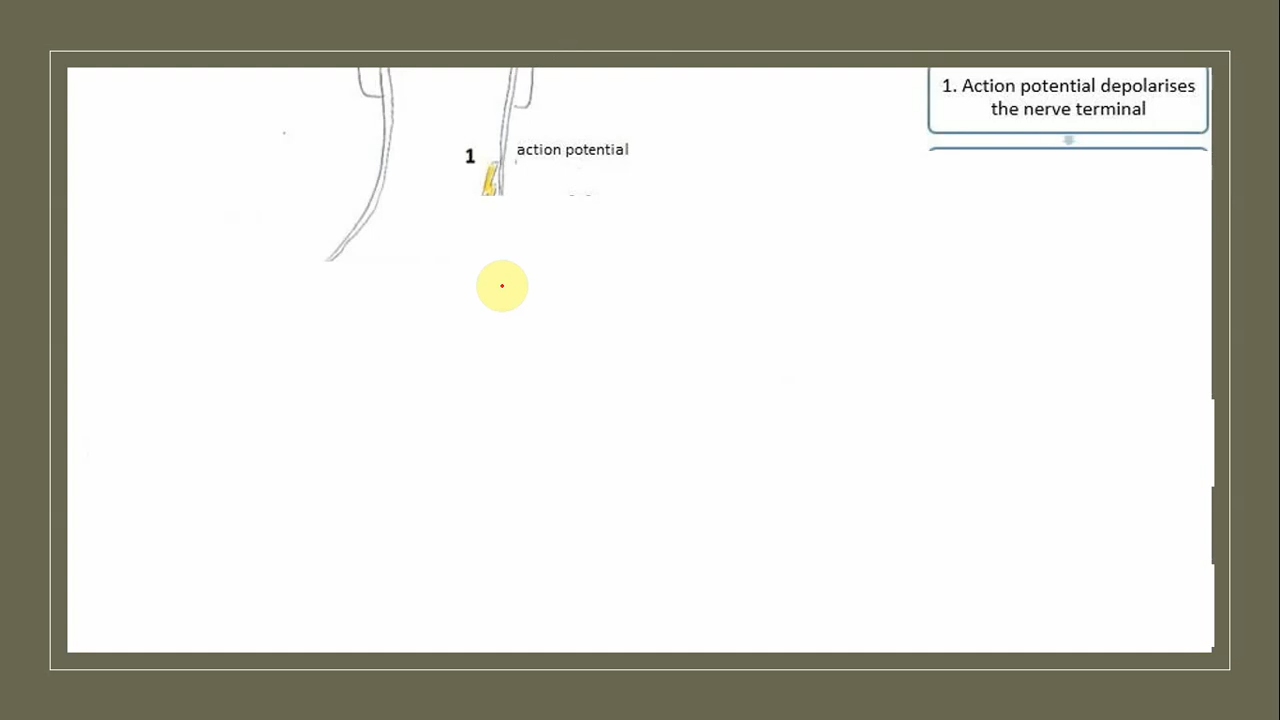 1. Action potential depolarises
the nerve terminal
1
action potential